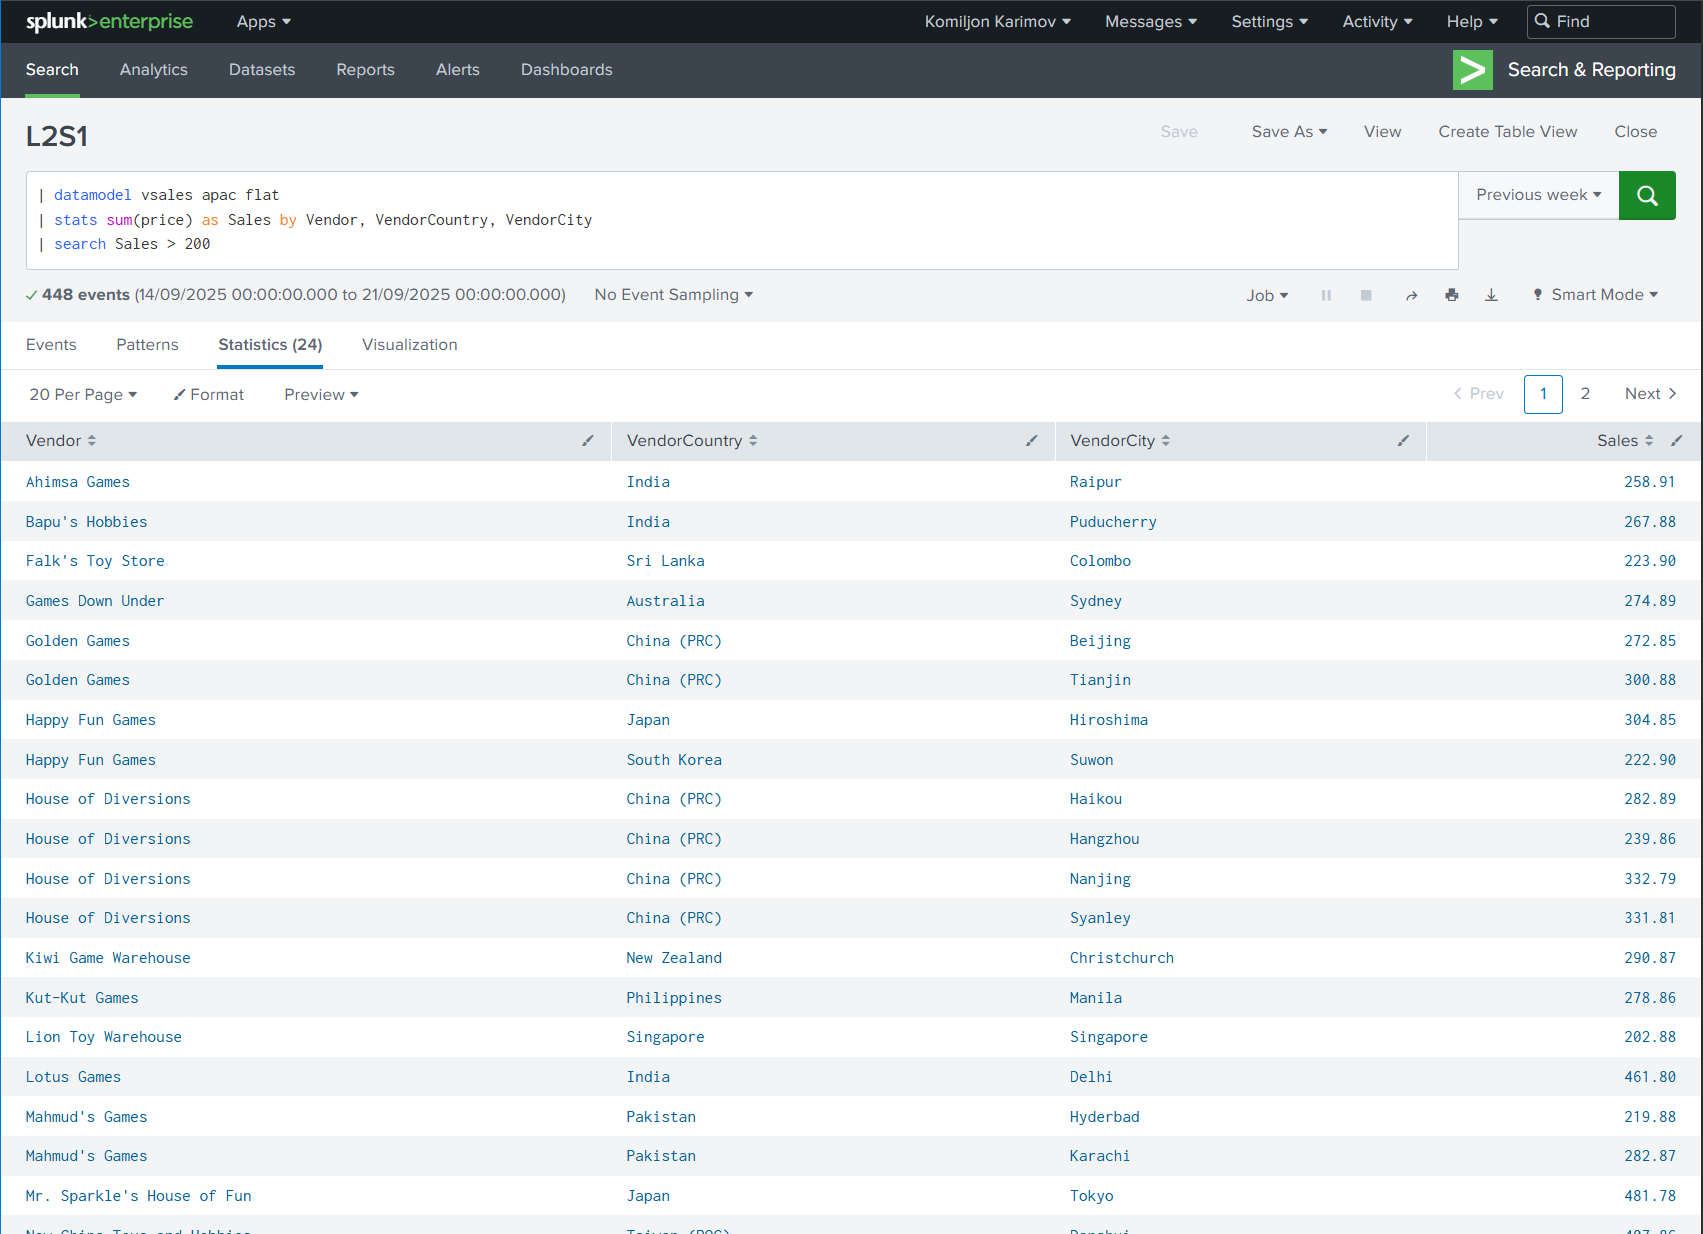 splunk>enterprise Apps Komiljon Karimov Messages Settings Activity Help Find
Search Analytics Datasets Reports Alerts Dashboards Search & Reporting
L2S1 Save Save As View Create Table View Close
| datamodel vsales apac flat Previous week
| stats sum(price) as Sales by Vendor, VendorCountry, VendorCity
| search Sales > 200
448 events (14/09/2025 00:00:00.000 to 21/09/2025 00:00:00.000) No Event Sampling Job Smart Mode
Events Patterns Statistics (24) Visualization
20 Per Page Format Preview Prev 1 2 Next
Vendor VendorCountry VendorCity Sales
Ahimsa Games India Raipur 258.91
Bapu's Hobbies India Puducherry 267.88
Falk's Toy Store Sri Lanka Colombo 223.90
Games Down Under Australia Sydney 274.89
Golden Games China (PRC) Beijing 272.85
Golden Games China (PRC) Tianjin 300.88
Happy Fun Games Japan Hiroshima 304.85
Happy Fun Games South Korea Suwon 222.90
House of Diversions China (PRC) Haikou 282.89
House of Diversions China (PRC) Hangzhou 239.86
House of Diversions China (PRC) Nanjing 332.79
House of Diversions China (PRC) Syanley 331.81
Kiwi Game Warehouse New Zealand Christchurch 290.87
Kut-Kut Games Philippines Manila 278.86
Lion Toy Warehouse Singapore Singapore 202.88
Lotus Games India Delhi 461.80
Mahmud's Games Pakistan Hyderbad 219.88
Mahmud's Games Pakistan Karachi 282.87
Mr. Sparkle's House of Fun Japan Tokyo 481.78